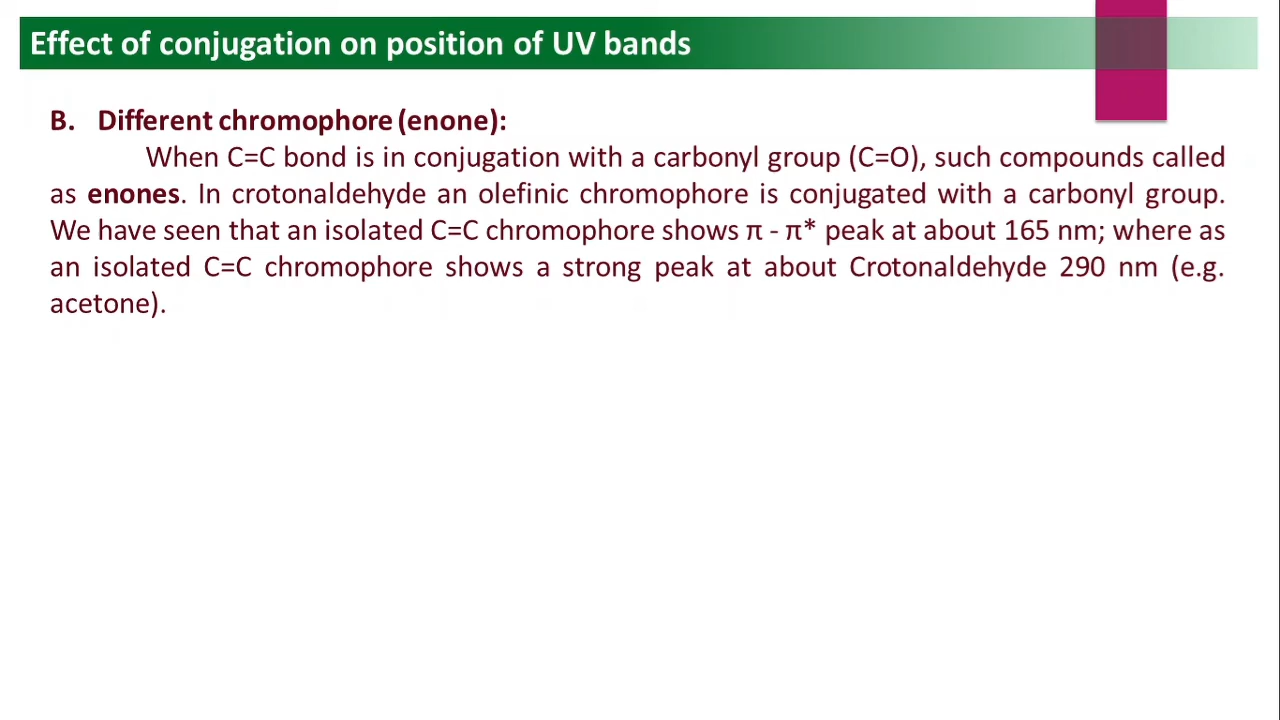 Effect of conjugation on position of UV bands
B. Different chromophore (enone):
When C=C bond is in conjugation with a carbonyl group (C=O), such compounds called
as enones. In crotonaldehyde an olefinic chromophore is conjugated with a carbonyl group.
We have seen that an isolated C=C chromophore shows π - π* peak at about 165 nm; where as
an isolated C=C chromophore shows a strong peak at about Crotonaldehyde 290 nm (e.g.
acetone).